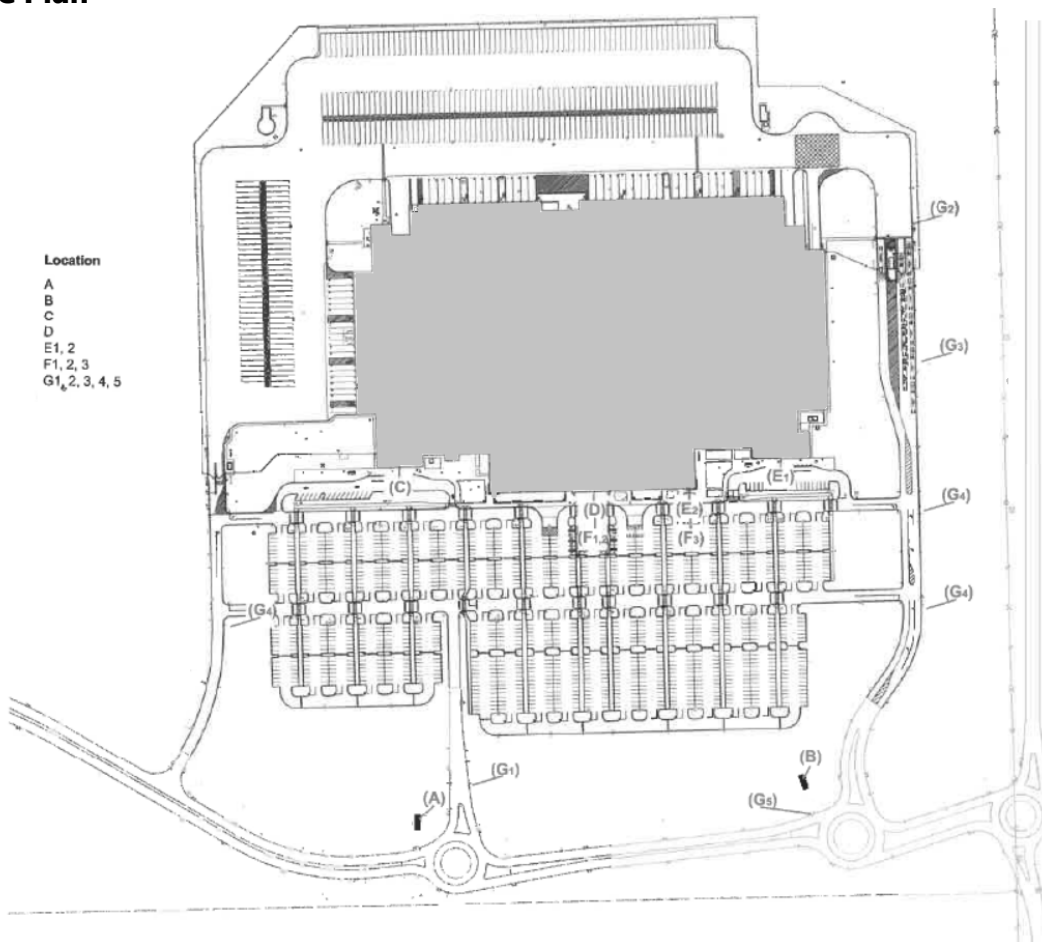 Plan
Location
A
B
C
D
E1, 2
F1, 2, 3
G1, 2, 3, 4, 5
(G2)
(G3)
(C)
(E1)
(D)
(E2)
(G4)
(F1,2)
(F3)
(G4)
(G4)
(G1)
(B)
(A)
(G5)